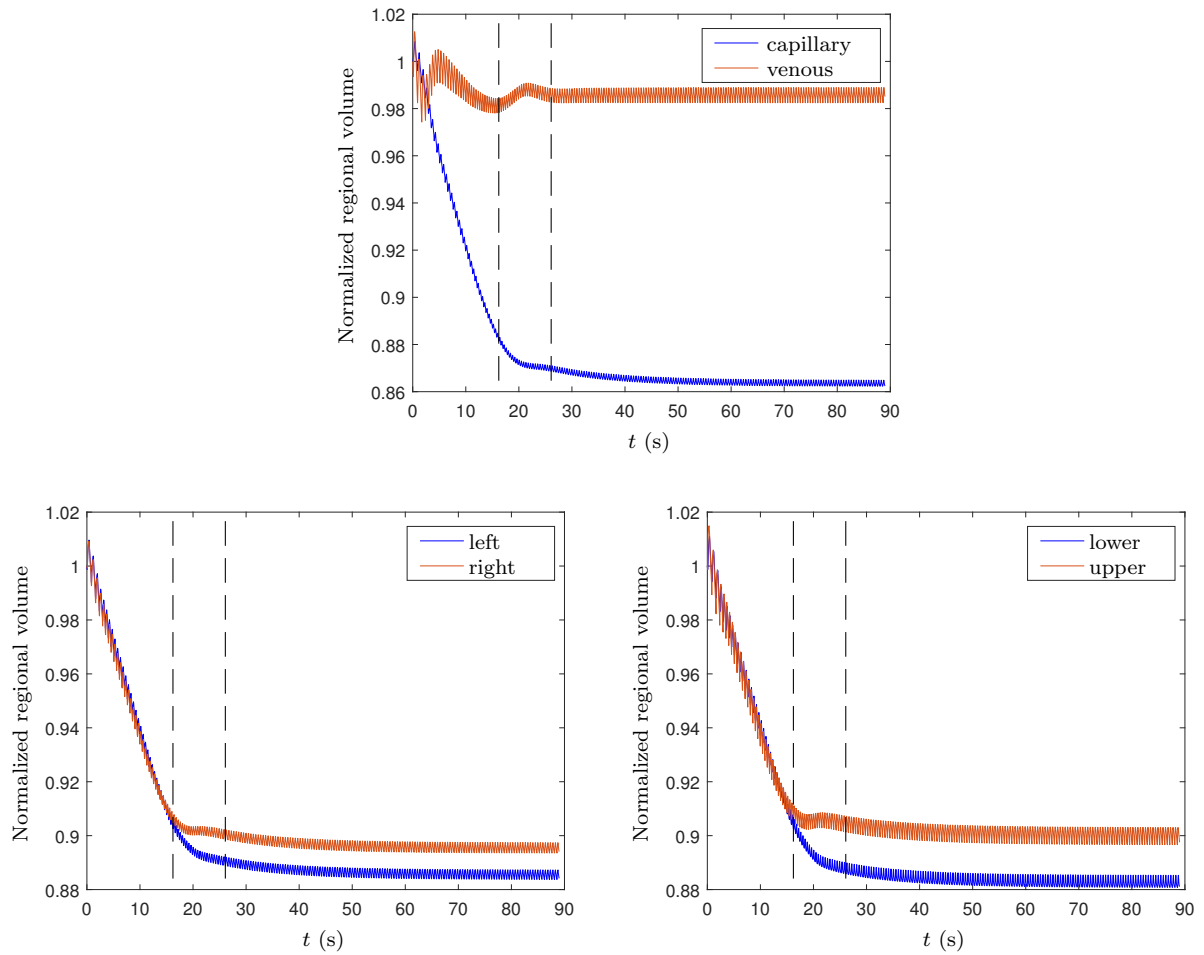 1.02
1
0.98
0.96
0.94
0.92
0.9
0.88
0.86
Normalized regional volume
capillary
venous
0 10 20 30 40 50 60 70 80 90
t (s)
1.02
1
0.98
0.96
0.94
0.92
0.9
0.88
Normalized regional volume
left
right
0 10 20 30 40 50 60 70 80 90
t (s)
1.02
1
0.98
0.96
0.94
0.92
0.9
0.88
Normalized regional volume
lower
upper
0 10 20 30 40 50 60 70 80 90
t (s)